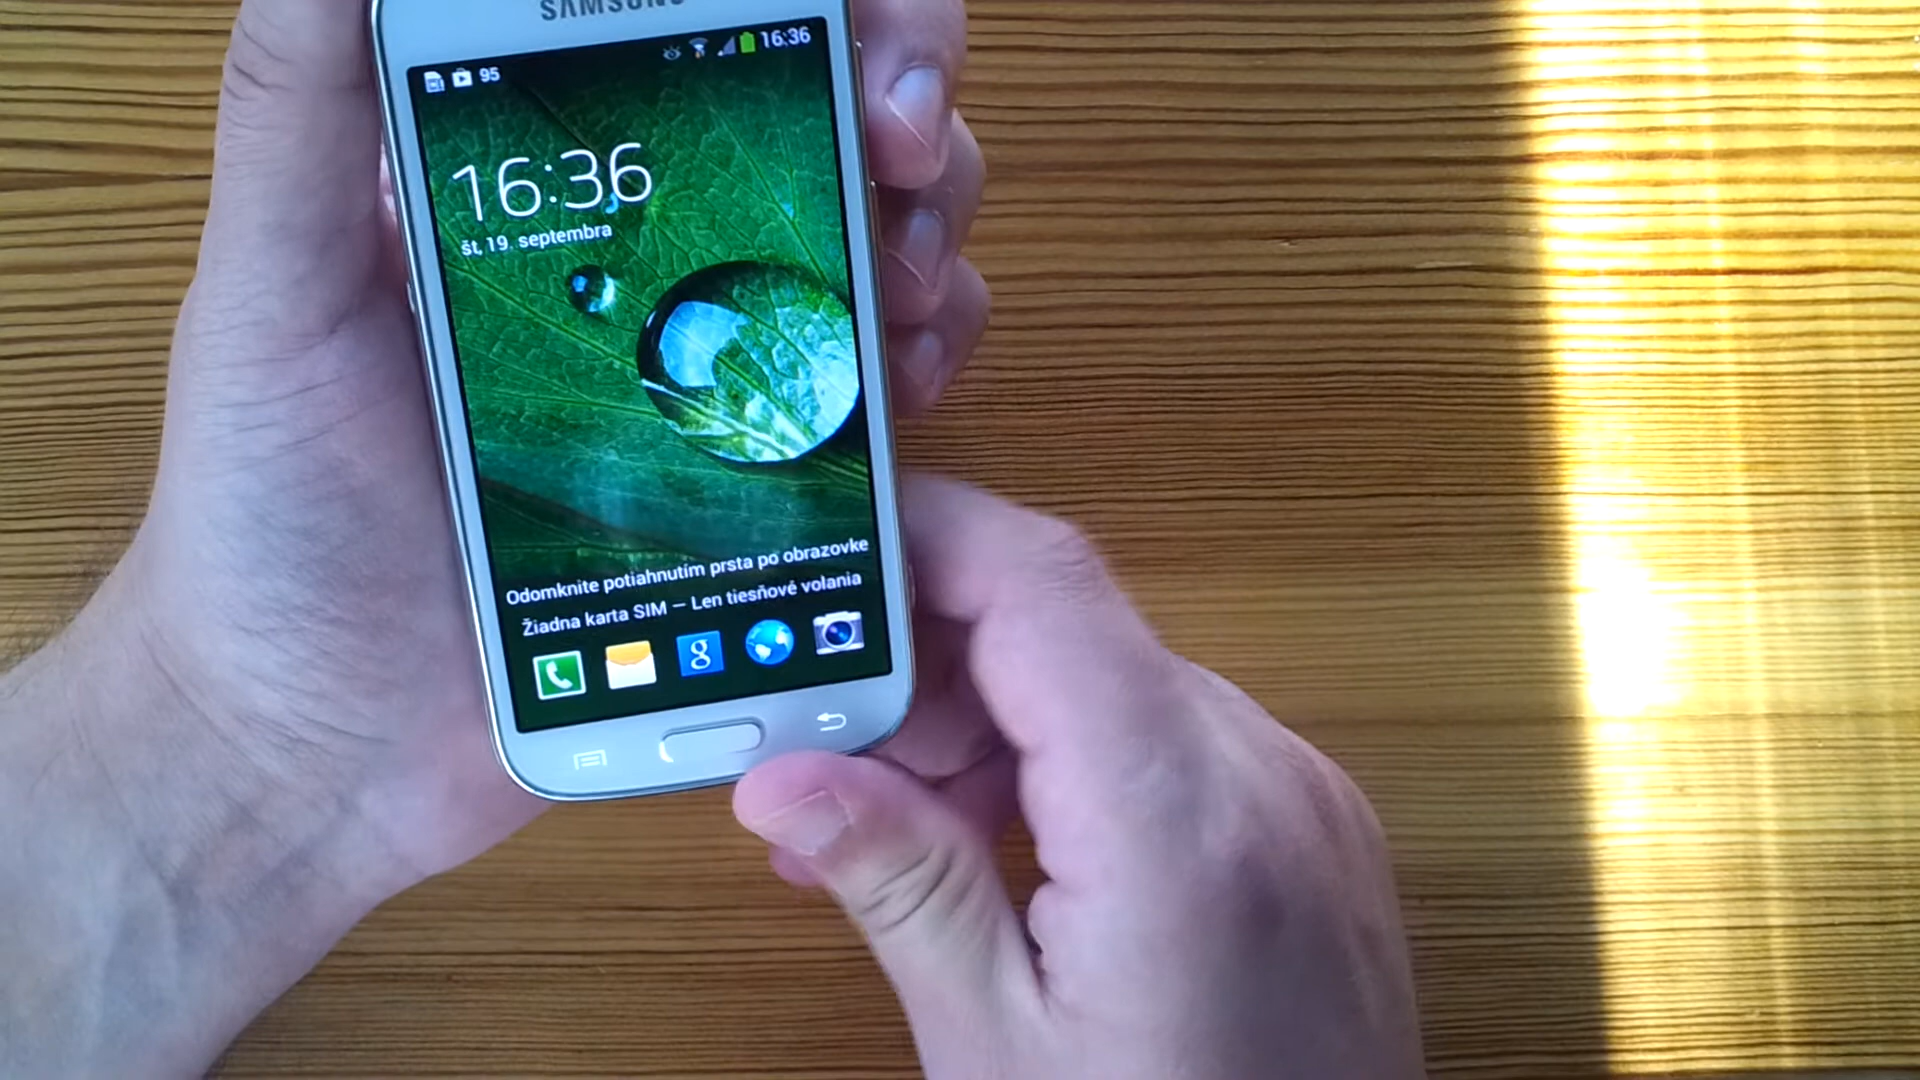 SAMSUNG
95
16:36
16:36
št, 19. septembra
Odomknite potiahnutím prsta po obrazovke
Žiadna karta SIM – Len tiesňové volania
g